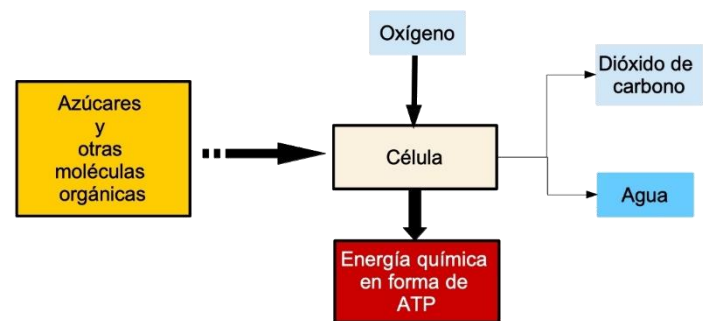 Oxígeno
Dióxido de
carbono
Azúcares
y
otras
moléculas
orgánicas
Célula
Agua
Energía química
en forma de
ATP